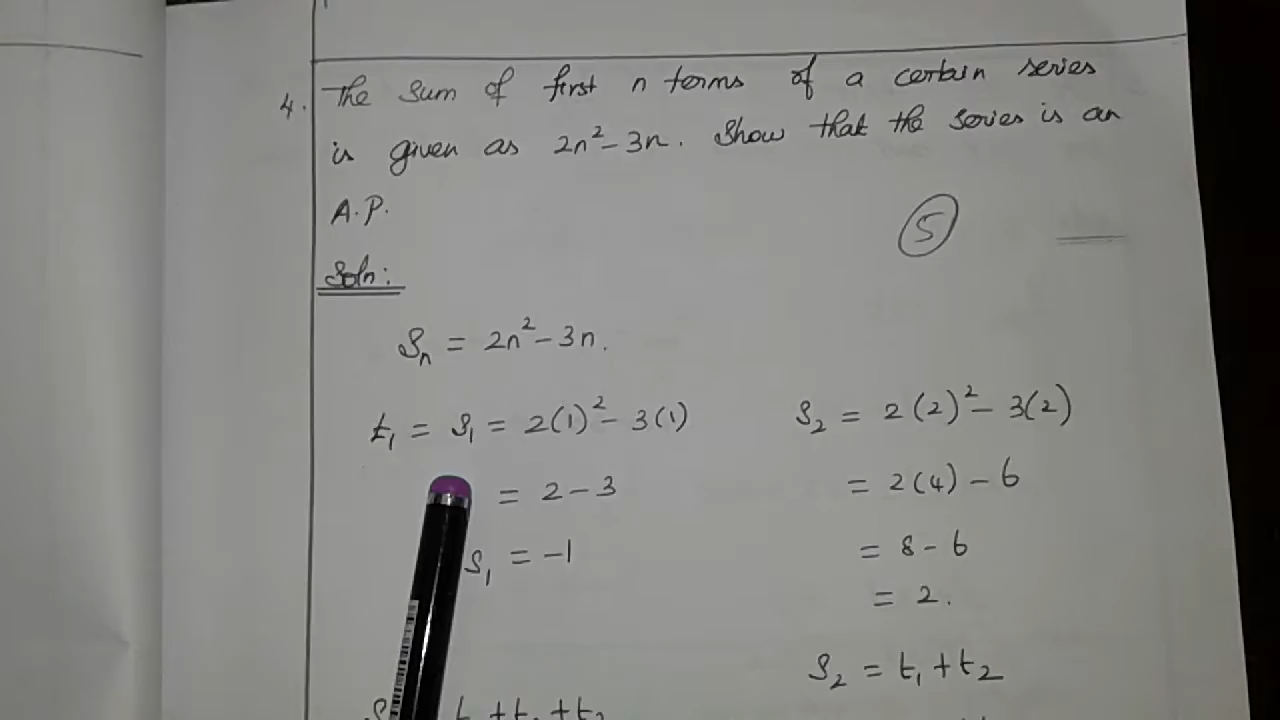 4. The sum of first n terms of a certain series
is given as 2n²-3n. Show that the series is an
A.P.
5
Soln:
Sₙ = 2n²-3n.
t₁ = S₁ = 2(1)²-3(1)
= 2-3
S₁ = -1
S₂ = 2(2)²-3(2)
= 2(4)-6
= 8-6
= 2.
S₂ = t₁+t₂